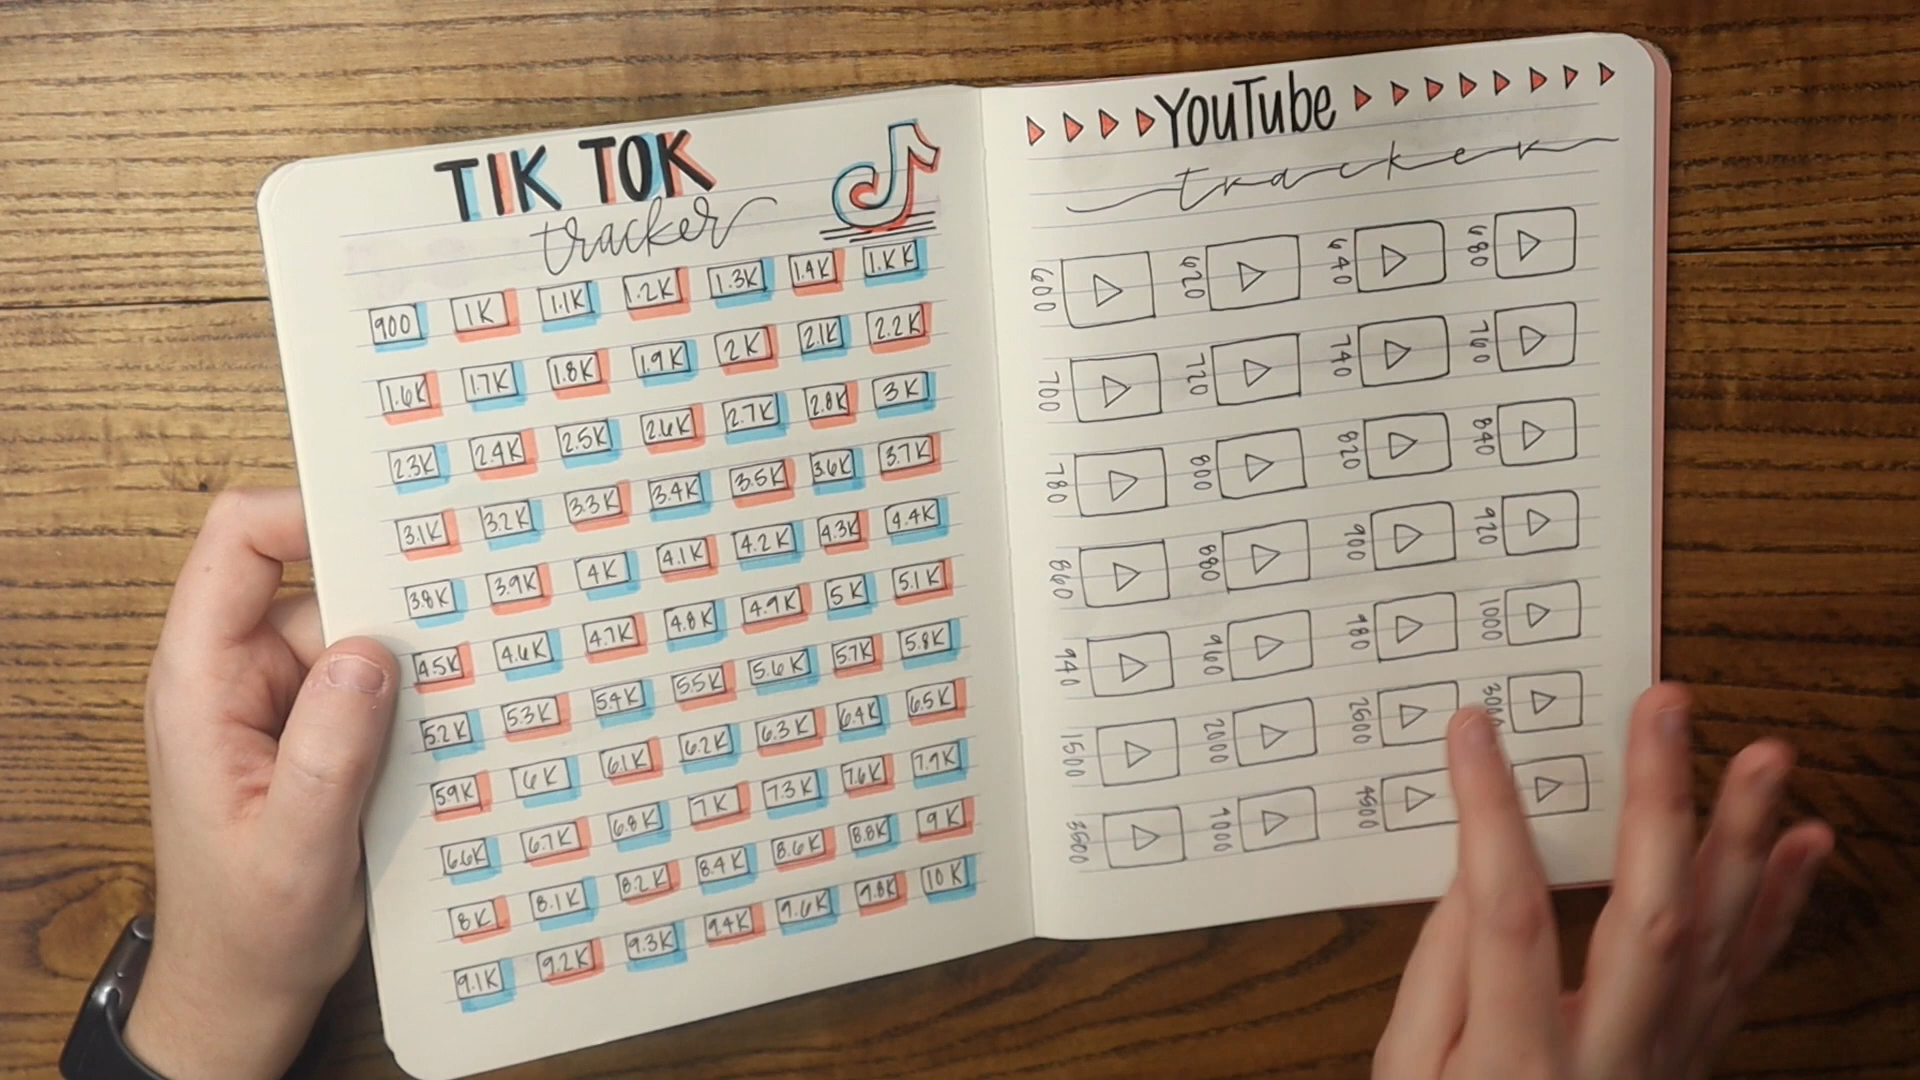 TIK TOK
tracker
900 1K 1.1K 1.2K 1.3K 1.4K 1.KK
1.6K 1.7K 1.8K 1.9K 2K 2.1K 2.2K
2.3K 2.4K 2.5K 2.6K 2.7K 2.8K 3K
3.1K 3.2K 3.3K 3.4K 3.5K 3.6K 3.7K
3.8K 3.9K 4K 4.1K 4.2K 4.3K 4.4K
4.5K 4.6K 4.7K 4.8K 4.9K 5K 5.1K
5.2K 5.3K 5.4K 5.5K 5.6K 5.7K 5.8K
5.9K 6K 6.1K 6.2K 6.3K 6.4K 6.5K
6.6K 6.7K 6.8K 7K 7.3K 7.6K 7.9K
8K 8.1K 8.2K 8.4K 8.6K 8.8K 9K
9.1K 9.2K 9.3K 9.4K 9.6K 9.8K 10K
YouTube
tracker
600 620 640 680
700 720 740 760
780 800 820 840
860 880 900 920
940 960 980 1000
1500 2000 2500 3000
3500 4000 4500